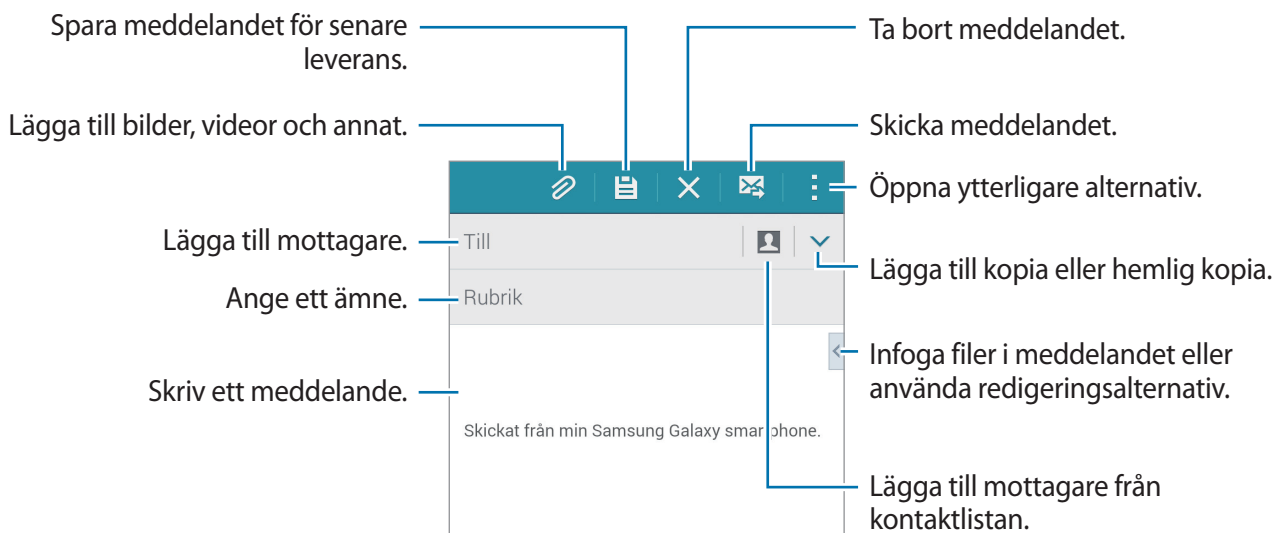 Spara meddelandet för senare
leverans.
Ta bort meddelandet.
Lägga till bilder, videor och annat.
Skicka meddelandet.
Öppna ytterligare alternativ.
Lägga till mottagare.
Till
Lägga till kopia eller hemlig kopia.
Ange ett ämne.
Rubrik
Infoga filer i meddelandet eller
använda redigeringsalternativ.
Skriv ett meddelande.
Skickat från min Samsung Galaxy smartphone.
Lägga till mottagare från
kontaktlistan.